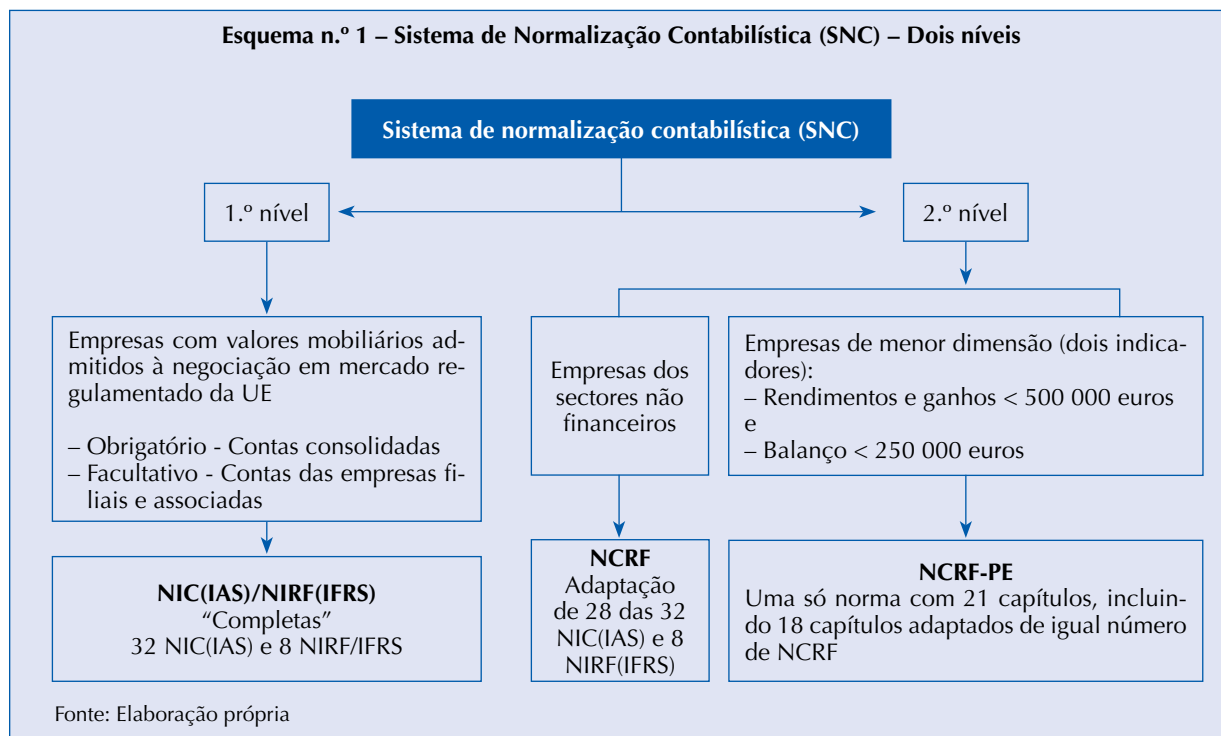 Esquema n.º 1 – Sistema de Normalização Contabilística (SNC) – Dois níveis
Sistema de normalização contabilística (SNC)
1.º nível
2.º nível
Empresas com valores mobiliários ad-
mitidos à negociação em mercado re-
gulamentado da UE
– Obrigatório - Contas consolidadas
– Facultativo - Contas das empresas fi-
liais e associadas
Empresas dos
sectores não
financeiros
Empresas de menor dimensão (dois indica-
dores):
– Rendimentos e ganhos < 500 000 euros
e
– Balanço < 250 000 euros
NIC(IAS)/NIRF(IFRS)
“Completas”
32 NIC(IAS) e 8 NIRF/IFRS
NCRF
Adaptação
de 28 das 32
NIC(IAS) e 8
NIRF(IFRS)
NCRF-PE
Uma só norma com 21 capítulos, incluin-
do 18 capítulos adaptados de igual número
de NCRF
Fonte: Elaboração própria